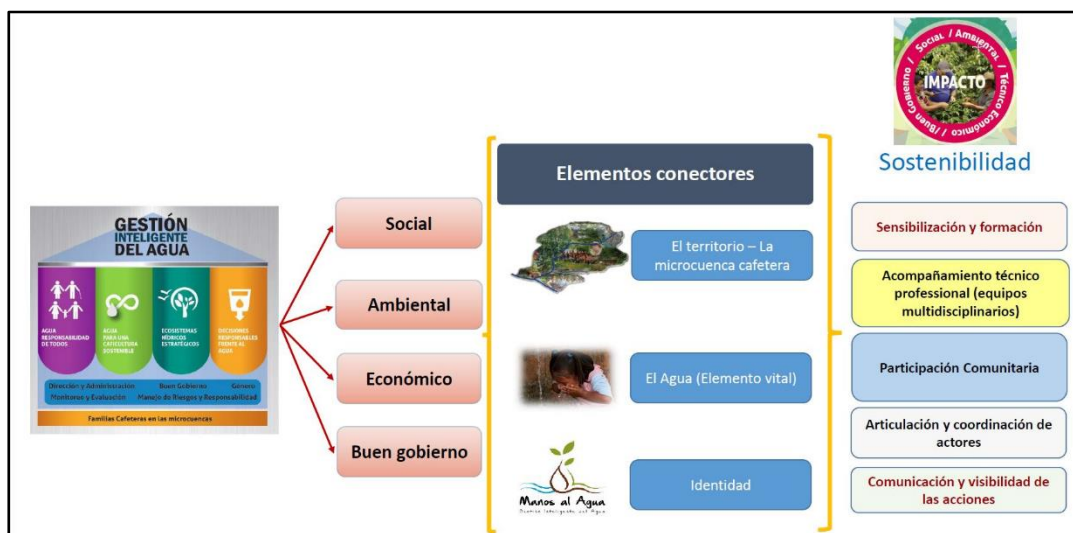 GESTIÓN
INTELIGENTE
DEL AGUA
AGUA
RESPONSABILIDAD
DE TODOS
AGUA
PARA UNA
CAFICULTURA
SOSTENIBLE
ECOSISTEMAS
HÍDRICOS
ESTRATÉGICOS
DECISIONES
RESPONSABLES
FRENTE AL
AGUA
Dirección y Administración Buen Gobierno Género
Monitoreo y Evaluación Manejo de Riesgos y Responsabilidad
Familias Cafeteras en las microcuencas
Social
Ambiental
Económico
Buen gobierno
Elementos conectores
El territorio – La
microcuenca cafetera
El Agua (Elemento vital)
Manos al Agua
Gestión Inteligente del Agua
Identidad
Social / Ambiental / Técnico Económico / Buen Gobierno /
IMPACTO
Sostenibilidad
Sensibilización y formación
Acompañamiento técnico
professional (equipos
multidisciplinarios)
Participación Comunitaria
Articulación y coordinación de
actores
Comunicación y visibilidad de
las acciones